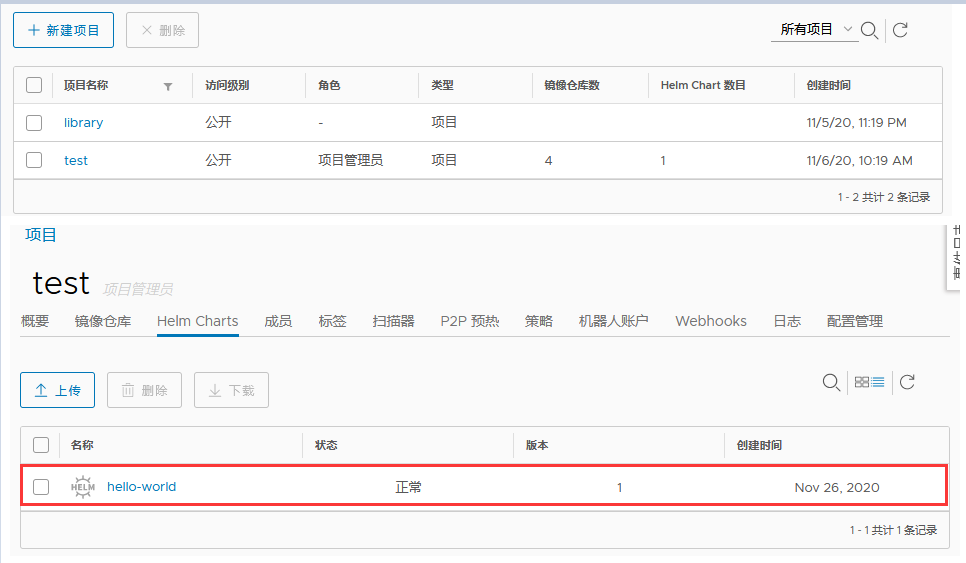 + 新建项目 × 删除 所有项目
项目名称 访问级别 角色 类型 镜像仓库数 Helm Chart 数目 创建时间
library 公开 - 项目 11/5/20, 11:19 PM
test 公开 项目管理员 项目 4 1 11/6/20, 10:19 AM
1 - 2 共计 2 条记录
项目
test 项目管理员
概要 镜像仓库 Helm Charts 成员 标签 扫描器 P2P 预热 策略 机器人账户 Webhooks 日志 配置管理
上传 删除 下载
名称 状态 版本 创建时间
HELM hello-world 正常 1 Nov 26, 2020
1 - 1 共计 1 条记录